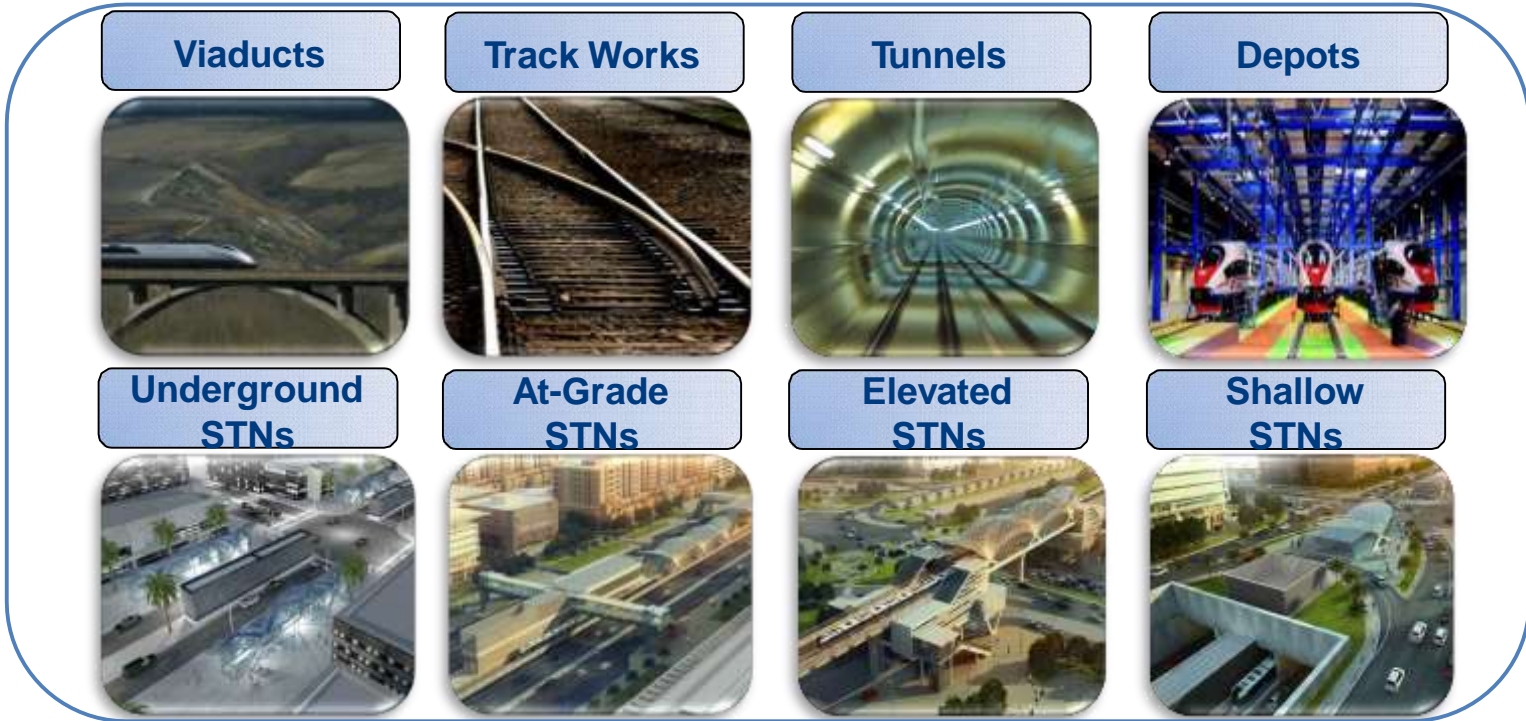 Viaducts
Track Works
Tunnels
Depots
Underground
STNs
At-Grade
STNs
Elevated
STNs
Shallow
STNs